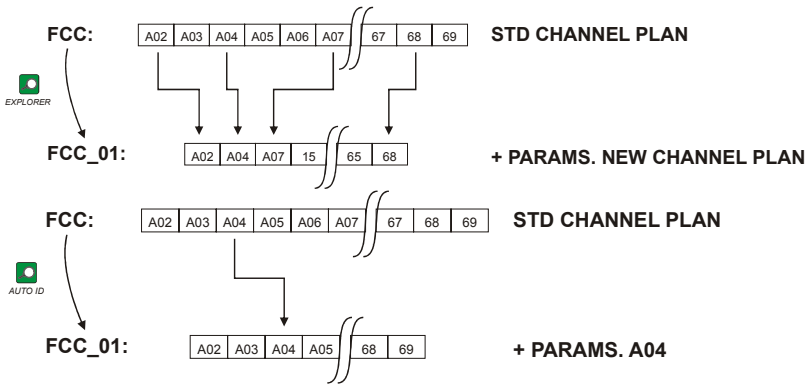 FCC: A02 A03 A04 A05 A06 A07 67 68 69 STD CHANNEL PLAN
EXPLORER
FCC_01: A02 A04 A07 15 65 68 + PARAMS. NEW CHANNEL PLAN
FCC: A02 A03 A04 A05 A06 A07 67 68 69 STD CHANNEL PLAN
AUTO ID
FCC_01: A02 A03 A04 A05 68 69 + PARAMS. A04